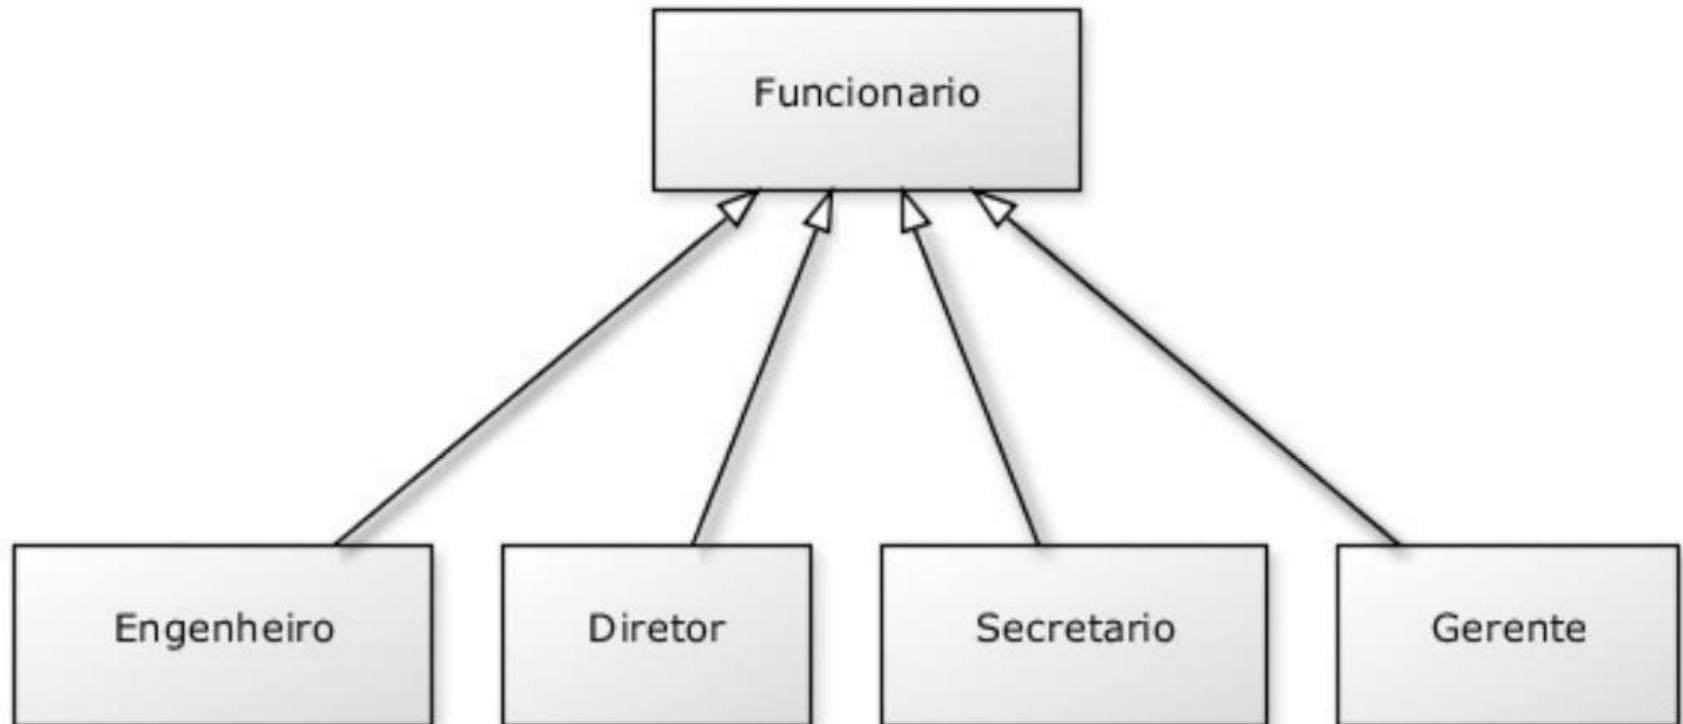 Funcionario
Engenheiro
Diretor
Secretario
Gerente